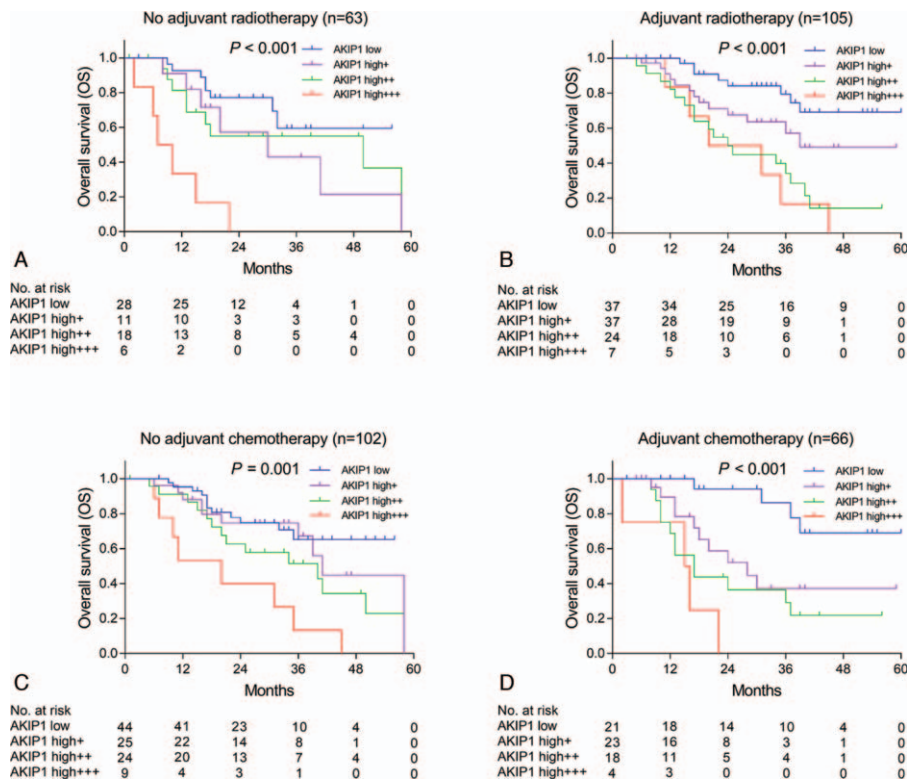 No adjuvant radiotherapy (n=63)
P < 0.001
AKIP1 low
AKIP1 high+
AKIP1 high++
AKIP1 high+++
Overall survival (OS)
1.0
0.8
0.6
0.4
0.2
0.0
0 12 24 36 48 60
Months
A
No. at risk
AKIP1 low 28 25 12 4 1 0
AKIP1 high+ 11 10 3 3 0 0
AKIP1 high++ 18 13 8 5 4 0
AKIP1 high+++ 6 2 0 0 0 0
Adjuvant radiotherapy (n=105)
P < 0.001
AKIP1 low
AKIP1 high+
AKIP1 high++
AKIP1 high+++
Overall survival (OS)
1.0
0.8
0.6
0.4
0.2
0.0
0 12 24 36 48 60
Months
B
No. at risk
AKIP1 low 37 34 25 16 9 0
AKIP1 high+ 37 28 19 9 1 0
AKIP1 high++ 24 18 10 6 1 0
AKIP1 high+++ 7 5 3 0 0 0
No adjuvant chemotherapy (n=102)
P = 0.001
AKIP1 low
AKIP1 high+
AKIP1 high++
AKIP1 high+++
Overall survival (OS)
1.0
0.8
0.6
0.4
0.2
0.0
0 12 24 36 48 60
Months
C
No. at risk
AKIP1 low 44 41 23 10 4 0
AKIP1 high+ 25 22 14 8 1 0
AKIP1 high++ 24 20 13 7 4 0
AKIP1 high+++ 9 4 3 1 0 0
Adjuvant chemotherapy (n=66)
P < 0.001
AKIP1 low
AKIP1 high+
AKIP1 high++
AKIP1 high+++
Overall survival (OS)
1.0
0.8
0.6
0.4
0.2
0.0
0 12 24 36 48 60
Months
D
No. at risk
AKIP1 low 21 18 14 10 4 0
AKIP1 high+ 23 16 8 3 1 0
AKIP1 high++ 18 11 5 4 1 0
AKIP1 high+++ 4 3 0 0 0 0